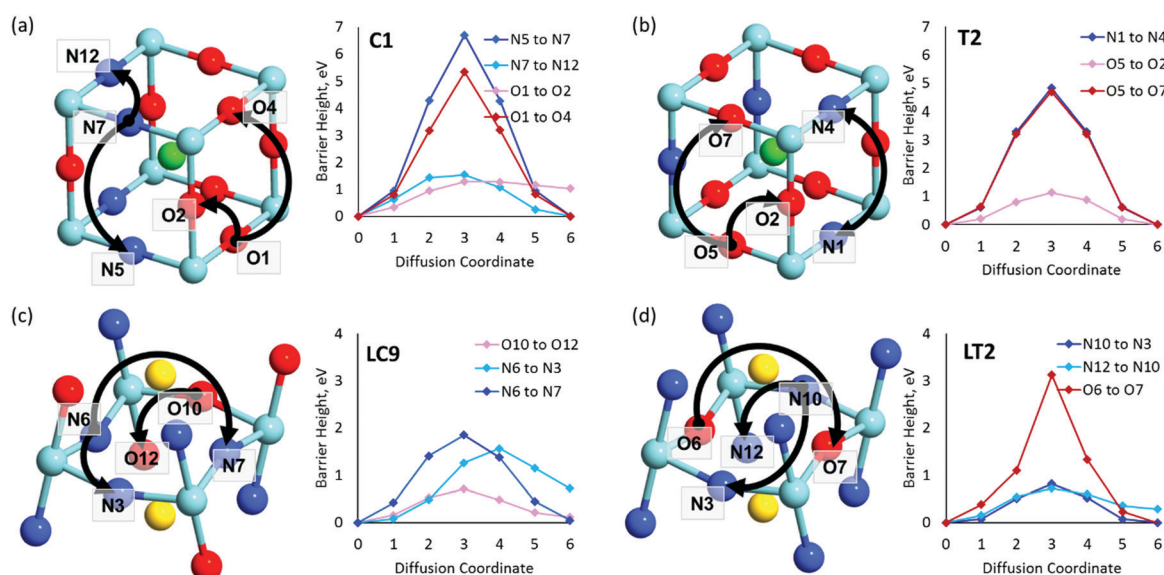 (a)
N12
N7
O4
O2
N5
O1
C1
Barrier Height, eV
7
6
5
4
3
2
1
0
0 1 2 3 4 5 6
Diffusion Coordinate
N5 to N7
N7 to N12
O1 to O2
O1 to O4
(b)
O7
N4
O2
O5
N1
T2
Barrier Height, eV
7
6
5
4
3
2
1
0
0 1 2 3 4 5 6
Diffusion Coordinate
N1 to N4
O5 to O2
O5 to O7
(c)
N6
O10
O12
N7
N3
LC9
Barrier Height, eV
4
3
2
1
0
0 1 2 3 4 5 6
Diffusion Coordinate
O10 to O12
N6 to N3
N6 to N7
(d)
N10
O6
N12
O7
N3
LT2
Barrier Height, eV
4
3
2
1
0
0 1 2 3 4 5 6
Diffusion Coordinate
N10 to N3
N12 to N10
O6 to O7